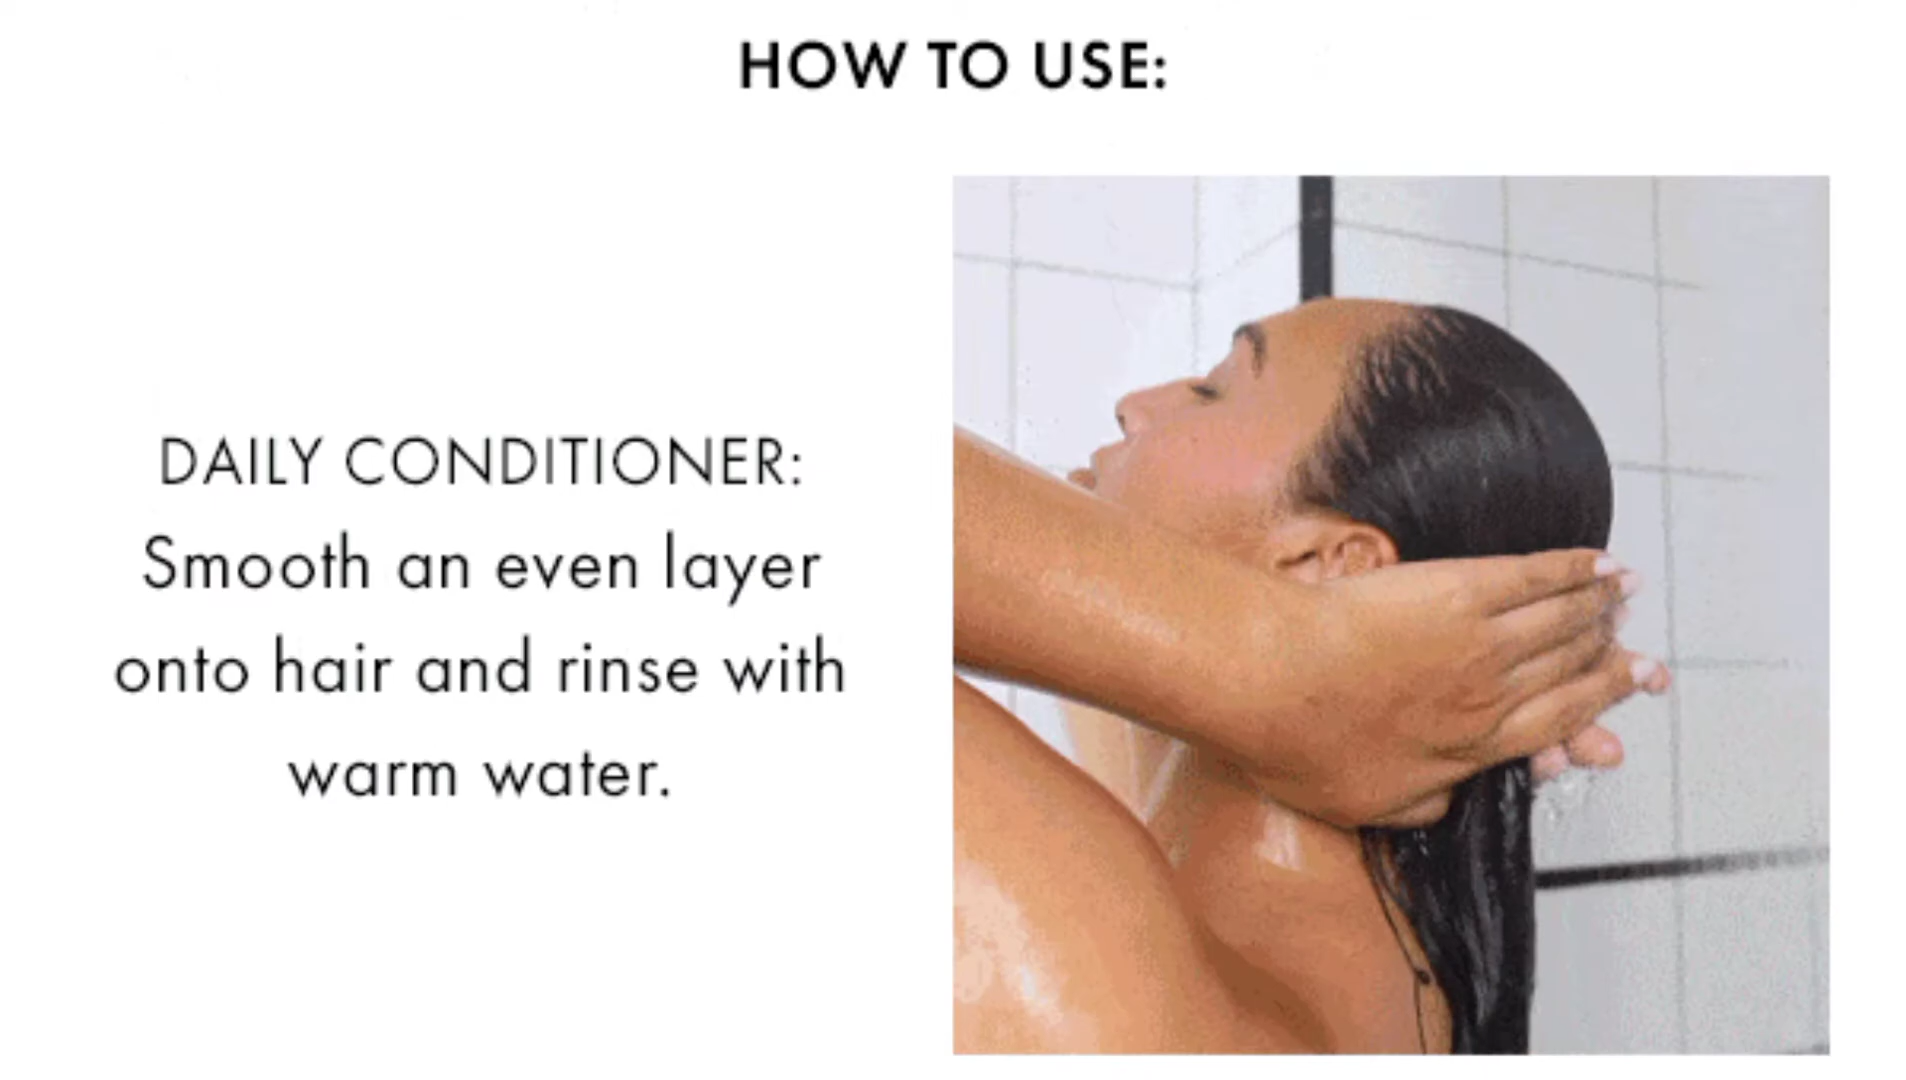 HOW TO USE:
DAILY CONDITIONER:
Smooth an even layer
onto hair and rinse with
warm water.